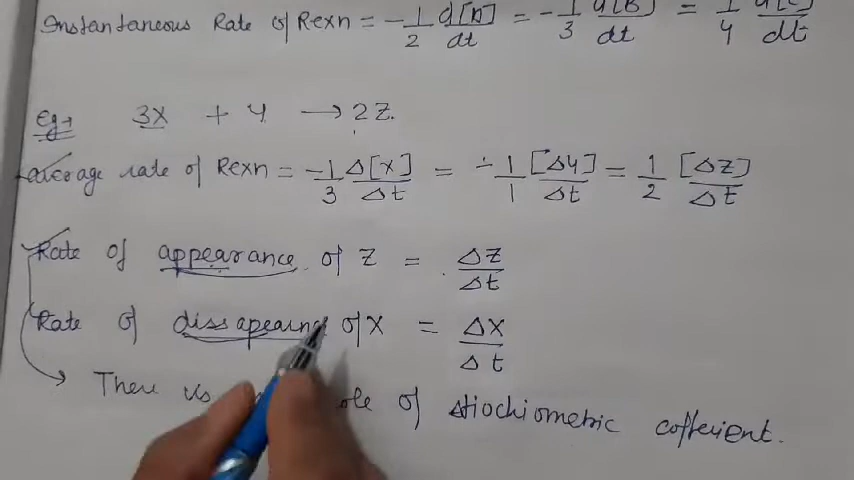 Instantaneous Rate of Rexn = -1/2 d[A]/dt = -1/3 d[B]/dt = 1/4 d[C]/dt
Eg→ 3X + Y → 2Z.
Average rate of Rexn = -1/3 Δ[X]/Δt = -1/1 [ΔY]/Δt = 1/2 [ΔZ]/Δt
Rate of appearance of Z = ΔZ/Δt
Rate of dissapearnc of X = ΔX/Δt
There is role of stiochiometric cofferient.